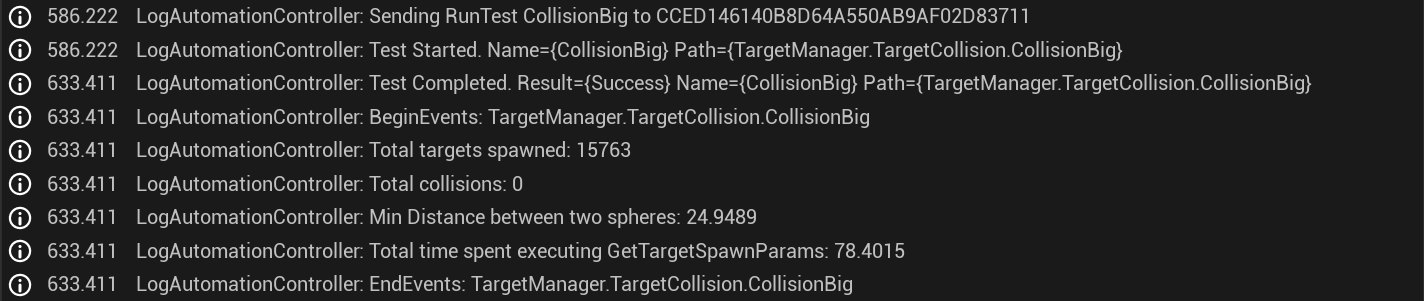 586.222 LogAutomationController: Sending RunTest CollisionBig to CCED146140B8D64A550AB9AF02D83711
586.222 LogAutomationController: Test Started. Name={CollisionBig} Path={TargetManager.TargetCollision.CollisionBig}
633.411 LogAutomationController: Test Completed. Result={Success} Name={CollisionBig} Path={TargetManager.TargetCollision.CollisionBig}
633.411 LogAutomationController: BeginEvents: TargetManager.TargetCollision.CollisionBig
633.411 LogAutomationController: Total targets spawned: 15763
633.411 LogAutomationController: Total collisions: 0
633.411 LogAutomationController: Min Distance between two spheres: 24.9489
633.411 LogAutomationController: Total time spent executing GetTargetSpawnParams: 78.4015
633.411 LogAutomationController: EndEvents: TargetManager.TargetCollision.CollisionBig